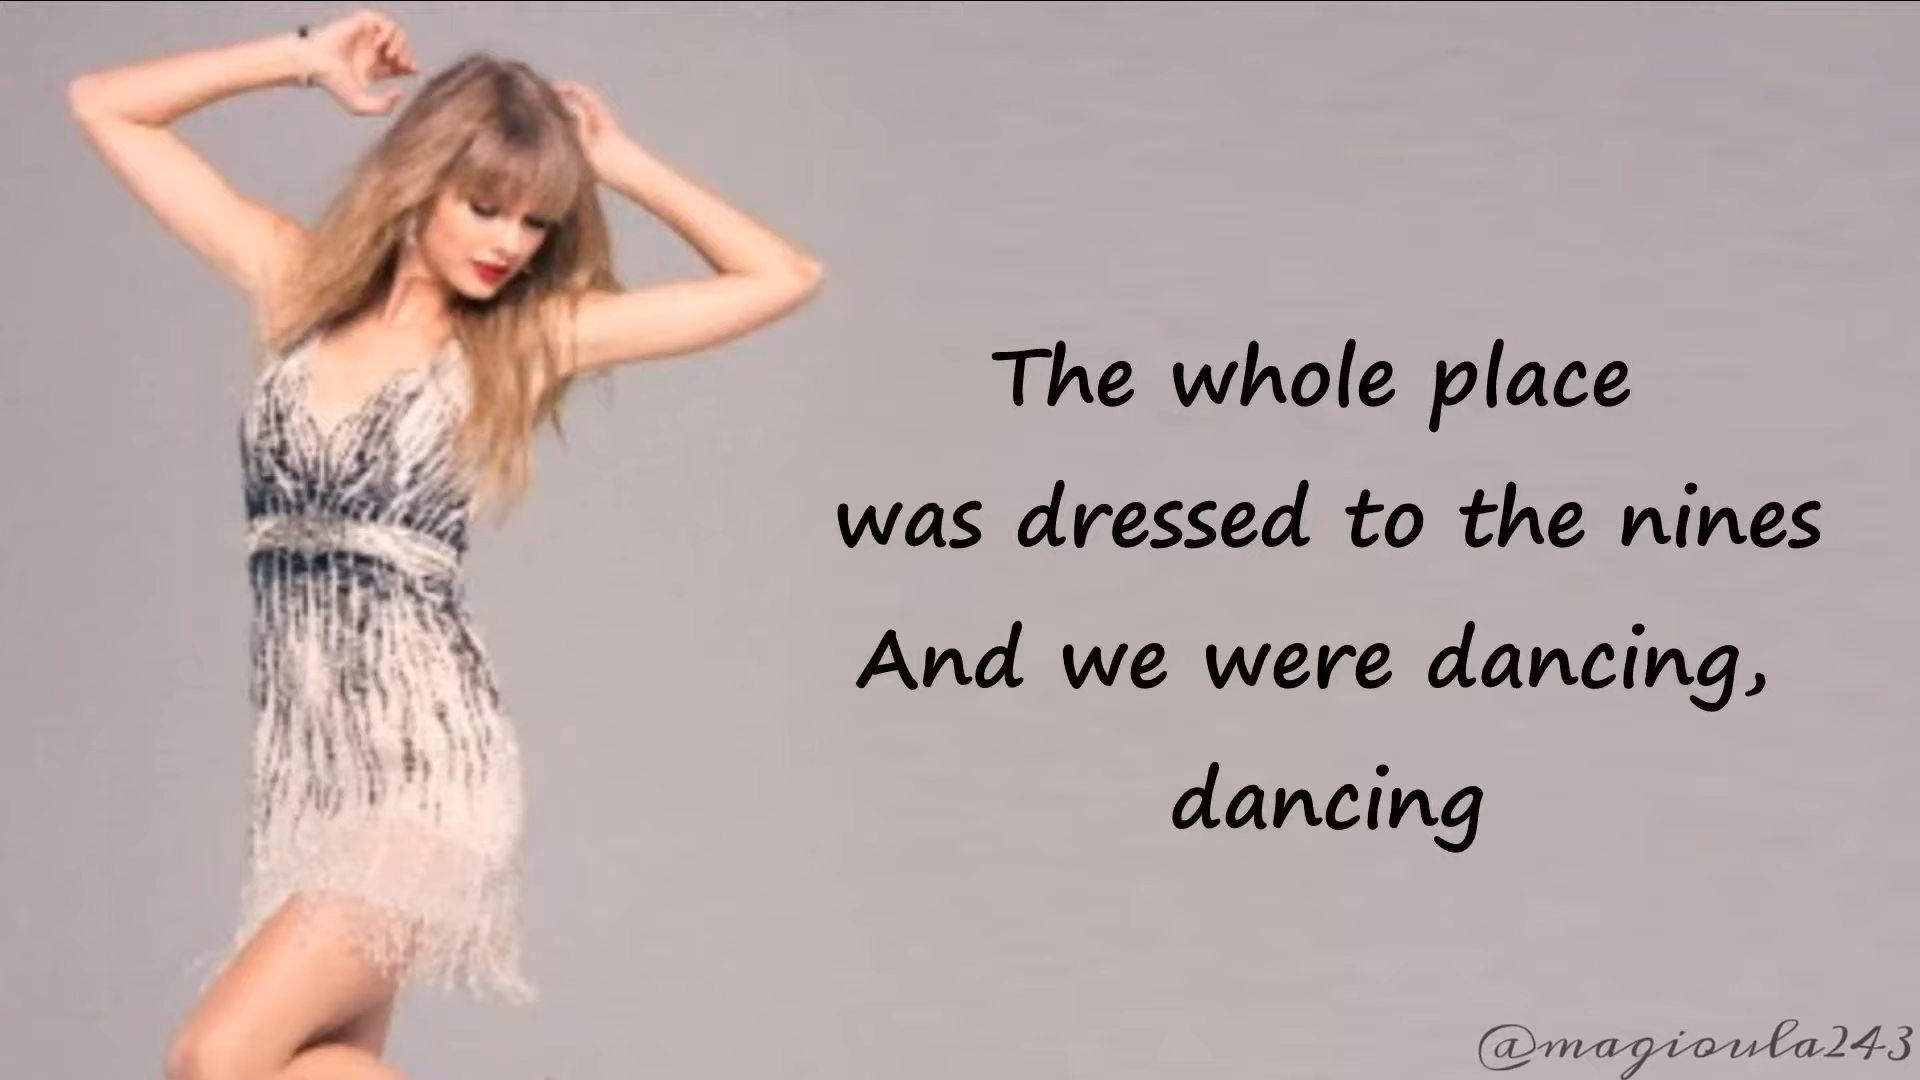 The whole place
was dressed to the nines
And we were dancing,
dancing
@magioula243